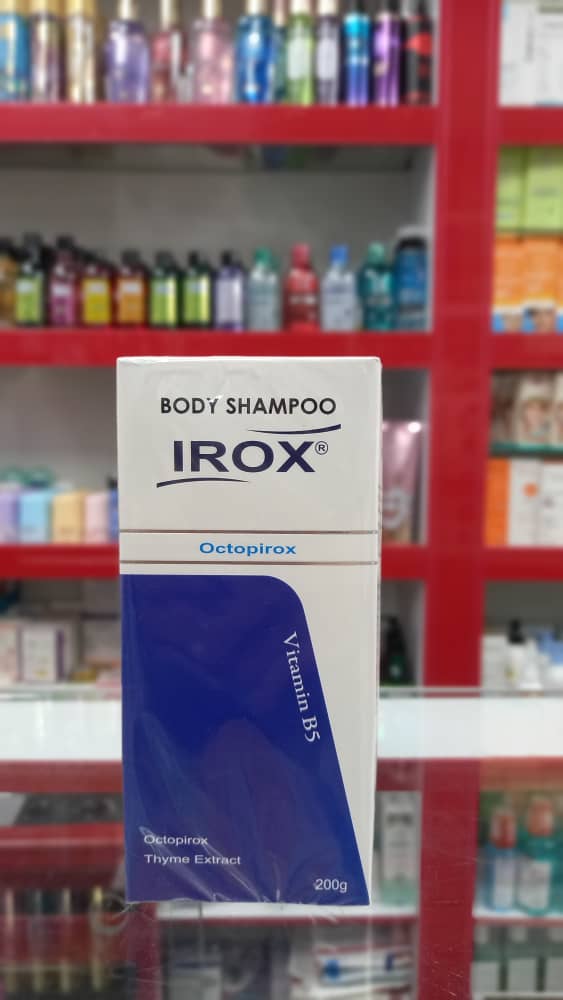 BODY SHAMPOO
IROX®
Octopirox
Vitamin B5
Octopirox
Thyme Extract
200g